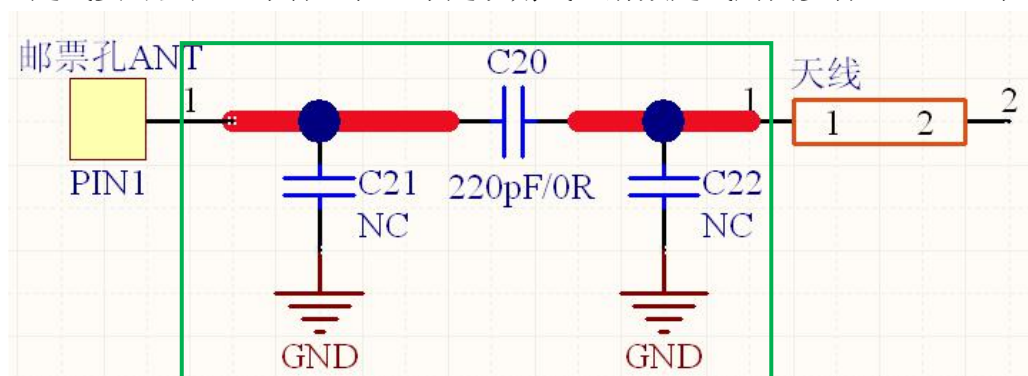 邮票孔ANT
C20
天线
1
1
1 2
2
PIN1
C21
220pF/0R
C22
NC
NC
GND
GND